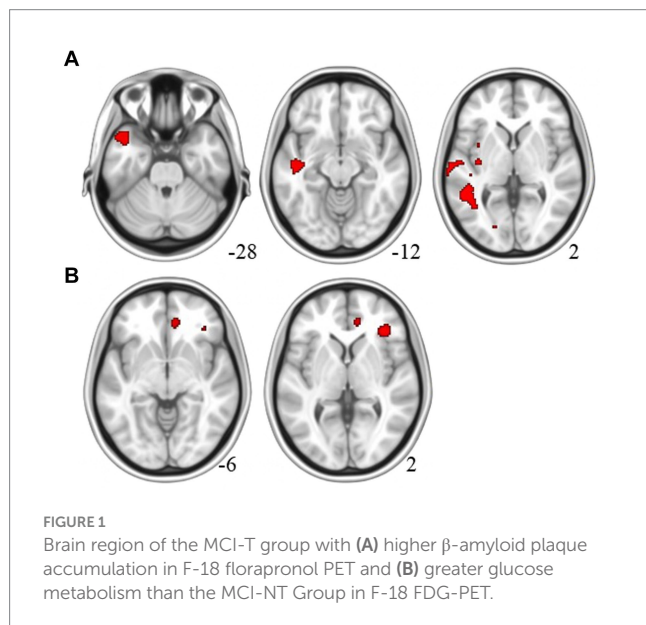 A
-28
-12
2
B
-6
2
FIGURE 1
Brain region of the MCI-T group with (A) higher β-amyloid plaque
accumulation in F-18 florapronol PET and (B) greater glucose
metabolism than the MCI-NT Group in F-18 FDG-PET.